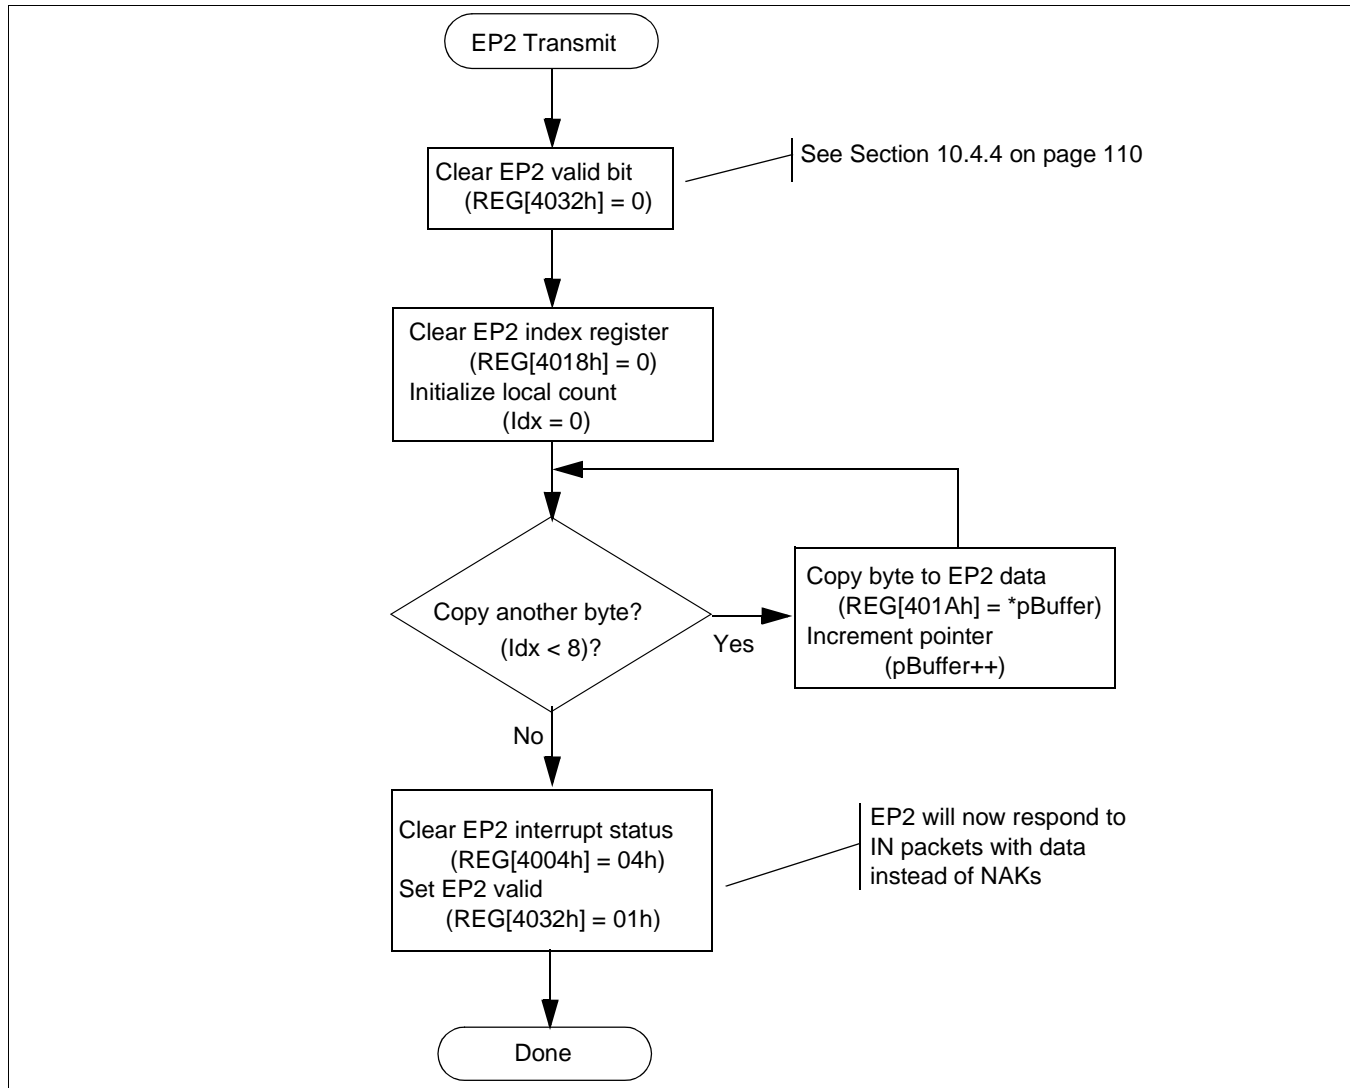 EP2 Transmit
Clear EP2 valid bit
(REG[4032h] = 0)
See Section 10.4.4 on page 110
Clear EP2 index register
(REG[4018h] = 0)
Initialize local count
(Idx = 0)
Copy another byte?
(Idx < 8)?
Yes
Copy byte to EP2 data
(REG[401Ah] = *pBuffer)
Increment pointer
(pBuffer++)
No
Clear EP2 interrupt status
(REG[4004h] = 04h)
Set EP2 valid
(REG[4032h] = 01h)
EP2 will now respond to
IN packets with data
instead of NAKs
Done